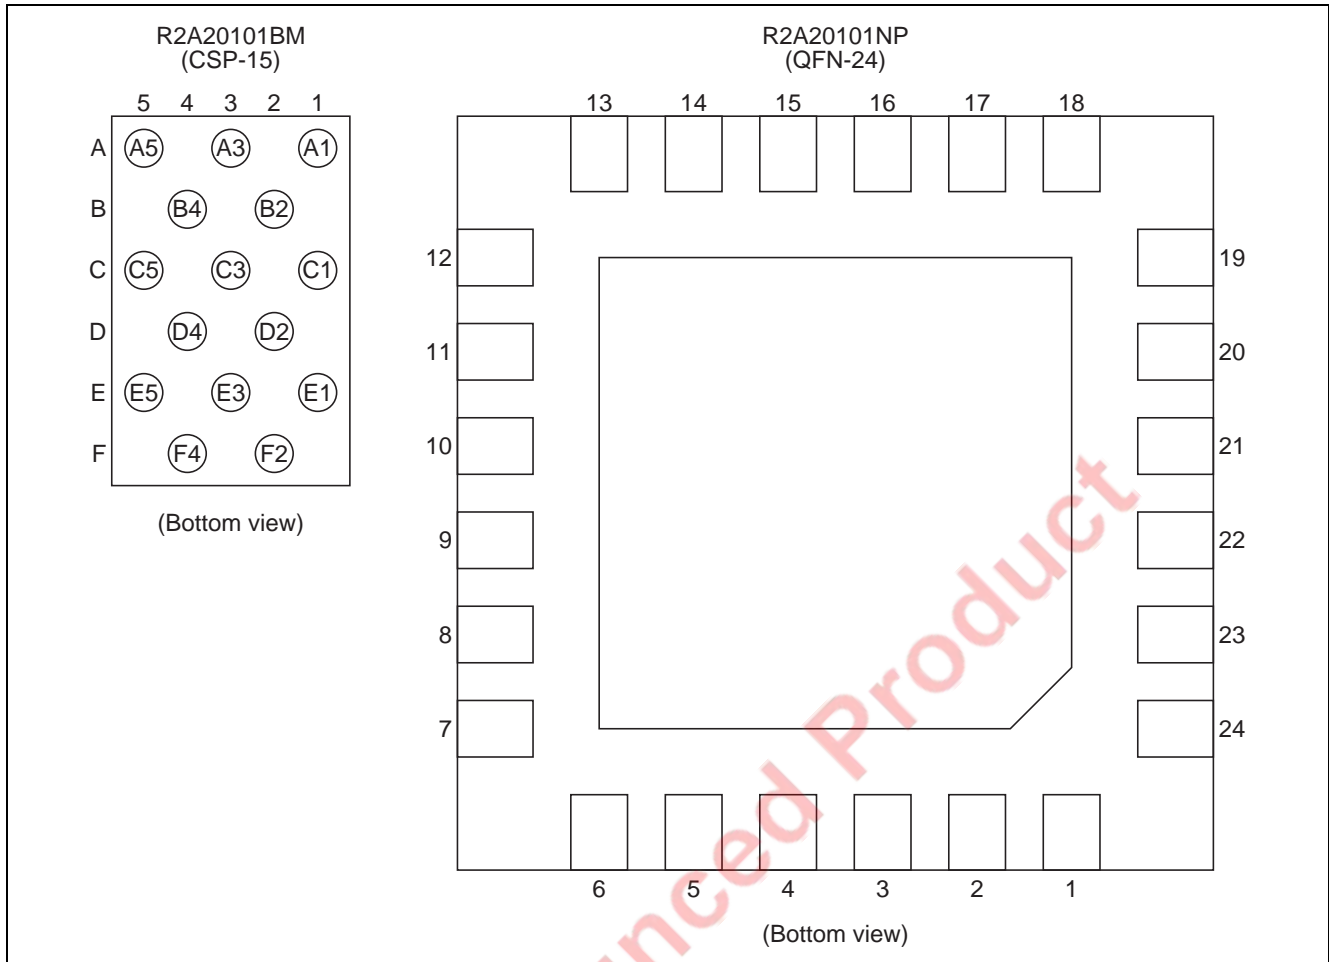 R2A20101BM
(CSP-15)
5 4 3 2 1
A A5 A3 A1
B B4 B2
C C5 C3 C1
D D4 D2
E E5 E3 E1
F F4 F2
(Bottom view)
R2A20101NP
(QFN-24)
13 14 15 16 17 18
12 19
11 20
10 21
9 22
8 23
7 24
6 5 4 3 2 1
(Bottom view)
Product